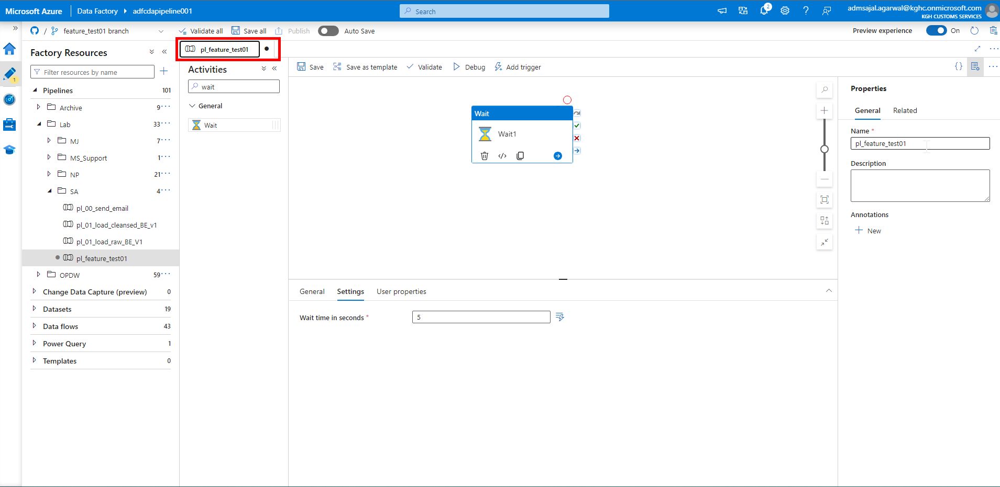 Microsoft Azure Data Factory adfcdapipeline001 Search 2 admsajal.agarwal@kghc.onmicrosoft.com
KGH CUSTOMS SERVICES
/ feature_test01 branch Validate all Save all Publish Auto Save Preview experience On
Factory Resources
pl_feature_test01
Filter resources by name
1
Pipelines 101
Archive 9
Lab 33
MJ 7
MS_Support 1
NP 21
SA 4
pl_00_send_email
pl_01_load_cleansed_BE_v1
pl_01_load_raw_BE_V1
pl_feature_test01
OPDW 59
Change Data Capture (preview) 0
Datasets 19
Data flows 43
Power Query 1
Templates 0
Activities
wait
General
Wait
Save Save as template Validate Debug Add trigger
Wait
Wait1
General Settings User properties
Wait time in seconds * 5
Properties
General Related
Name *
pl_feature_test01
Description
Annotations
New